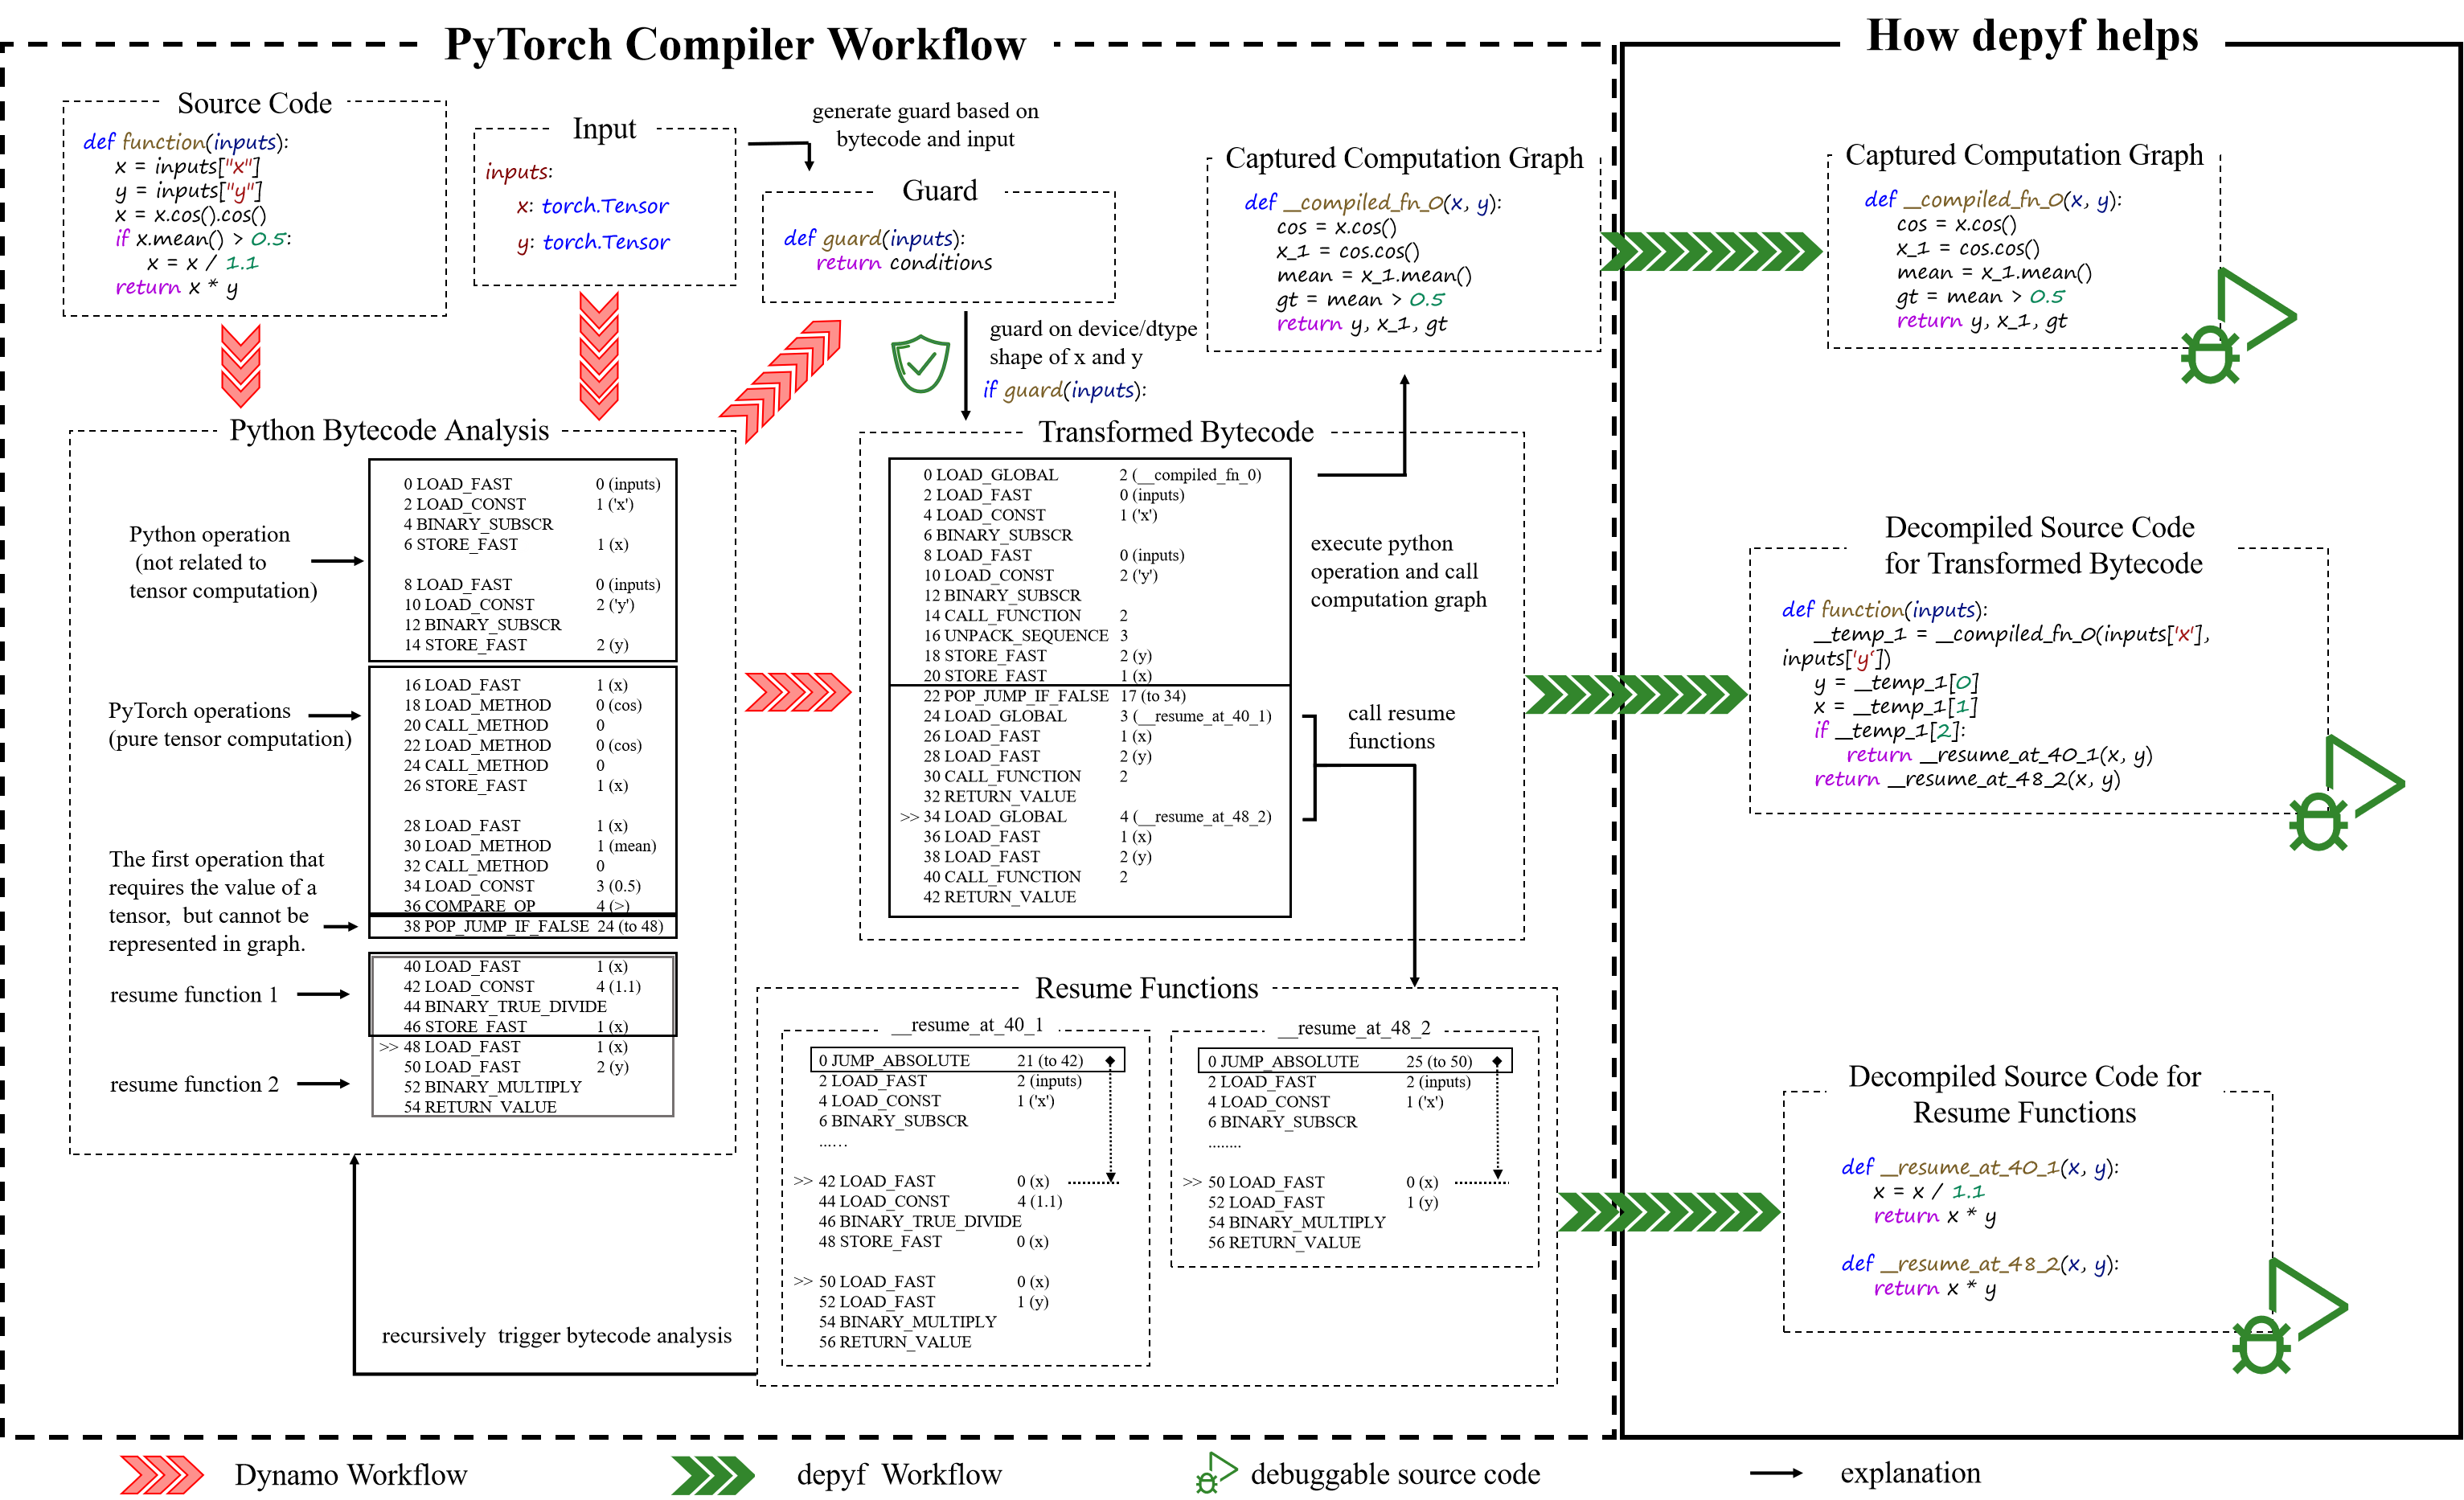 PyTorch Compiler Workflow
How depyf helps
Source Code
def function(inputs):
x = inputs["x"]
y = inputs["y"]
x = x.cos().cos()
if x.mean() > 0.5:
x = x / 1.1
return x * y
Input
inputs:
x: torch.Tensor
y: torch.Tensor
generate guard based on
bytecode and input
Guard
def guard(inputs):
return conditions
guard on device/dtype
shape of x and y
if guard(inputs):
Captured Computation Graph
def __compiled_fn_0(x, y):
cos = x.cos()
x_1 = cos.cos()
mean = x_1.mean()
gt = mean > 0.5
return y, x_1, gt
Captured Computation Graph
def __compiled_fn_0(x, y):
cos = x.cos()
x_1 = cos.cos()
mean = x_1.mean()
gt = mean > 0.5
return y, x_1, gt
Python Bytecode Analysis
Python operation
(not related to
tensor computation)
0 LOAD_FAST 0 (inputs)
2 LOAD_CONST 1 ('x')
4 BINARY_SUBSCR
6 STORE_FAST 1 (x)
8 LOAD_FAST 0 (inputs)
10 LOAD_CONST 2 ('y')
12 BINARY_SUBSCR
14 STORE_FAST 2 (y)
PyTorch operations
(pure tensor computation)
16 LOAD_FAST 1 (x)
18 LOAD_METHOD 0 (cos)
20 CALL_METHOD 0
22 LOAD_METHOD 0 (cos)
24 CALL_METHOD 0
26 STORE_FAST 1 (x)
28 LOAD_FAST 1 (x)
30 LOAD_METHOD 1 (mean)
32 CALL_METHOD 0
34 LOAD_CONST 3 (0.5)
36 COMPARE_OP 4 (>)
The first operation that
requires the value of a
tensor, but cannot be
represented in graph.
38 POP_JUMP_IF_FALSE 24 (to 48)
resume function 1
40 LOAD_FAST 1 (x)
42 LOAD_CONST 4 (1.1)
44 BINARY_TRUE_DIVIDE
46 STORE_FAST 1 (x)
>> 48 LOAD_FAST 1 (x)
50 LOAD_FAST 2 (y)
52 BINARY_MULTIPLY
54 RETURN_VALUE
resume function 2
Transformed Bytecode
0 LOAD_GLOBAL 2 (__compiled_fn_0)
2 LOAD_FAST 0 (inputs)
4 LOAD_CONST 1 ('x')
6 BINARY_SUBSCR
8 LOAD_FAST 0 (inputs)
10 LOAD_CONST 2 ('y')
12 BINARY_SUBSCR
14 CALL_FUNCTION 2
16 UNPACK_SEQUENCE 3
18 STORE_FAST 2 (y)
20 STORE_FAST 1 (x)
22 POP_JUMP_IF_FALSE 17 (to 34)
24 LOAD_GLOBAL 3 (__resume_at_40_1)
26 LOAD_FAST 1 (x)
28 LOAD_FAST 2 (y)
30 CALL_FUNCTION 2
32 RETURN_VALUE
>> 34 LOAD_GLOBAL 4 (__resume_at_48_2)
36 LOAD_FAST 1 (x)
38 LOAD_FAST 2 (y)
40 CALL_FUNCTION 2
42 RETURN_VALUE
execute python
operation and call
computation graph
call resume
functions
Decompiled Source Code
for Transformed Bytecode
def function(inputs):
__temp_1 = __compiled_fn_0(inputs['x'],
inputs['y'])
y = __temp_1[0]
x = __temp_1[1]
if __temp_1[2]:
return __resume_at_40_1(x, y)
return __resume_at_48_2(x, y)
Resume Functions
__resume_at_40_1
0 JUMP_ABSOLUTE 21 (to 42)
2 LOAD_FAST 2 (inputs)
4 LOAD_CONST 1 ('x')
6 BINARY_SUBSCR
......
>> 42 LOAD_FAST 0 (x)
44 LOAD_CONST 4 (1.1)
46 BINARY_TRUE_DIVIDE
48 STORE_FAST 0 (x)
>> 50 LOAD_FAST 0 (x)
52 LOAD_FAST 1 (y)
54 BINARY_MULTIPLY
56 RETURN_VALUE
__resume_at_48_2
0 JUMP_ABSOLUTE 25 (to 50)
2 LOAD_FAST 2 (inputs)
4 LOAD_CONST 1 ('x')
6 BINARY_SUBSCR
........
>> 50 LOAD_FAST 0 (x)
52 LOAD_FAST 1 (y)
54 BINARY_MULTIPLY
56 RETURN_VALUE
recursively trigger bytecode analysis
Decompiled Source Code for
Resume Functions
def __resume_at_40_1(x, y):
x = x / 1.1
return x * y
def __resume_at_48_2(x, y):
return x * y
Dynamo Workflow
depyf Workflow
debuggable source code
explanation